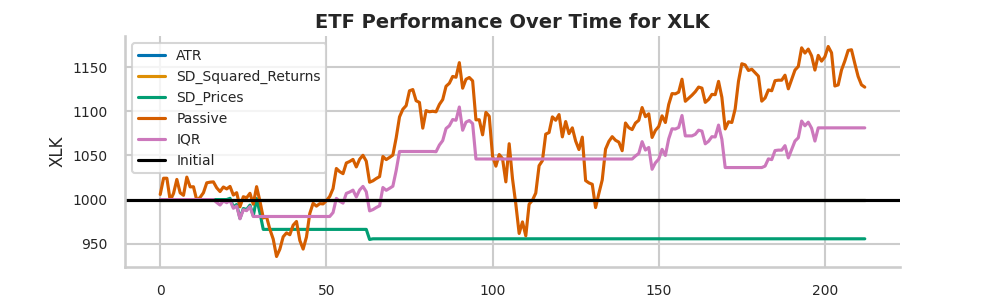 ETF Performance Over Time for XLK
XLK
1150
1100
1050
1000
950
ATR
SD_Squared_Returns
SD_Prices
Passive
IQR
Initial
0
50
100
150
200